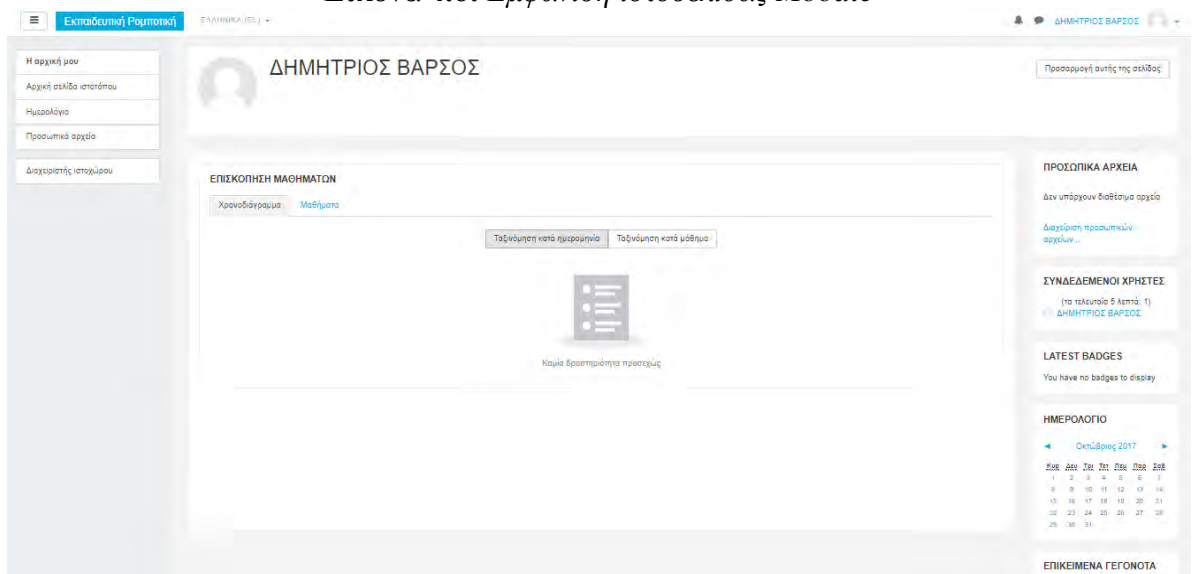 Εκπαιδευτική Ρομποτική
ΕΛΛΗΝΙΚΑ (EL)
ΔΗΜΗΤΡΙΟΣ ΒΑΡΣΟΣ
Η αρχική μου
Αρχική σελίδα ιστοτόπου
Ημερολόγιο
Προσωπικά αρχεία
Διαχειριστής ιστοχώρου
ΔΗΜΗΤΡΙΟΣ ΒΑΡΣΟΣ
Προσαρμογή αυτής της σελίδας
ΕΠΙΣΚΟΠΗΣΗ ΜΑΘΗΜΑΤΩΝ
Χρονοδιάγραμμα Μαθήματα
Ταξινόμηση κατά ημερομηνία Ταξινόμηση κατά μάθημα
Καμία δραστηριότητα προσεχώς
ΠΡΟΣΩΠΙΚΑ ΑΡΧΕΙΑ
Δεν υπάρχουν διαθέσιμα αρχεία
Διαχείριση προσωπικών
αρχείων...
ΣΥΝΔΕΔΕΜΕΝΟΙ ΧΡΗΣΤΕΣ
(τα τελευταία 5 λεπτά: 1)
ΔΗΜΗΤΡΙΟΣ ΒΑΡΣΟΣ
LATEST BADGES
You have no badges to display
ΗΜΕΡΟΛΟΓΙΟ
◄ Οκτώβριος 2017 ►
Κυρ Δευ Τρι Τετ Πεμ Παρ Σαβ
1 2 3 4 5 6 7
8 9 10 11 12 13 14
15 16 17 18 19 20 21
22 23 24 25 26 27 28
29 30 31
ΕΠΙΚΕΙΜΕΝΑ ΓΕΓΟΝΟΤΑ